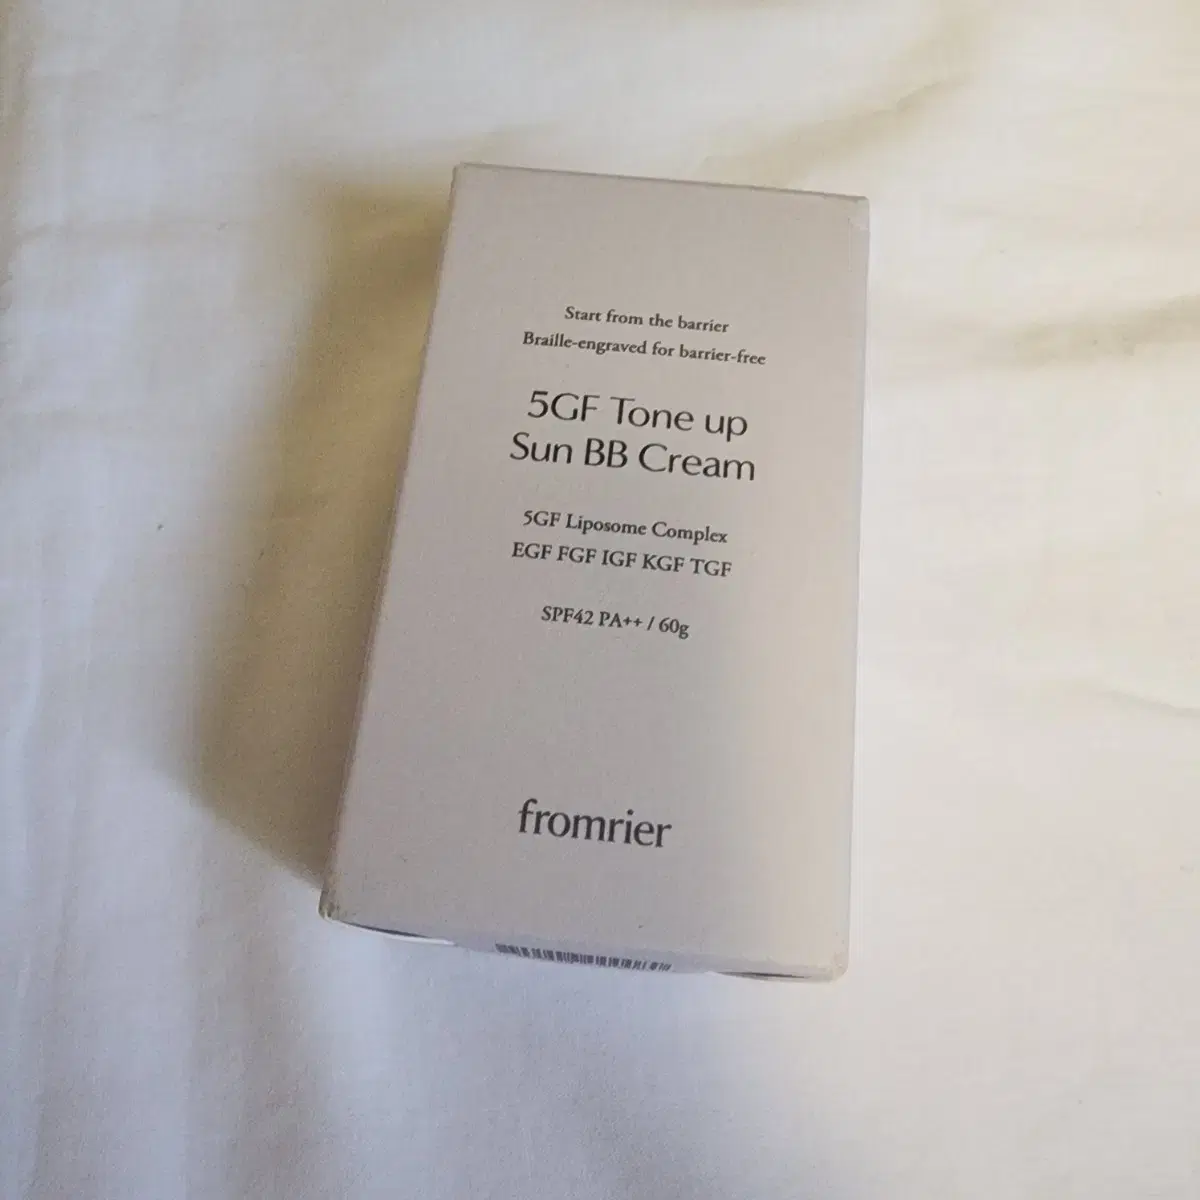 Start from the barrier
Braille-engraved for barrier-free
5GF Tone up
Sun BB Cream
5GF Liposome Complex
EGF FGF IGF KGF TGF
SPF42 PA++ / 60g
fromrier